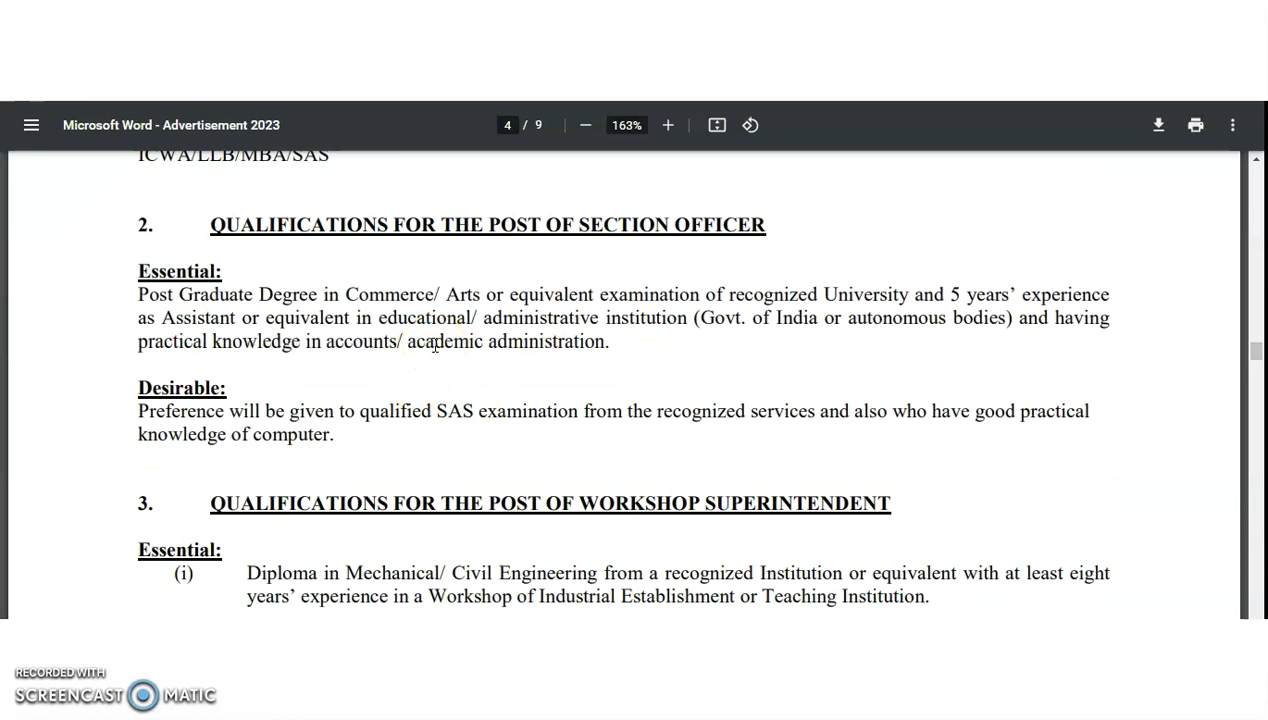 Microsoft Word - Advertisement 2023
4 / 9
163%
ICWA/LLB/MBA/SAS
2. QUALIFICATIONS FOR THE POST OF SECTION OFFICER
Essential:
Post Graduate Degree in Commerce/ Arts or equivalent examination of recognized University and 5 years' experience
as Assistant or equivalent in educational/ administrative institution (Govt. of India or autonomous bodies) and having
practical knowledge in accounts/ academic administration.
Desirable:
Preference will be given to qualified SAS examination from the recognized services and also who have good practical
knowledge of computer.
3. QUALIFICATIONS FOR THE POST OF WORKSHOP SUPERINTENDENT
Essential:
(i) Diploma in Mechanical/ Civil Engineering from a recognized Institution or equivalent with at least eight
years' experience in a Workshop of Industrial Establishment or Teaching Institution.
RECORDED WITH
SCREENCAST MATIC